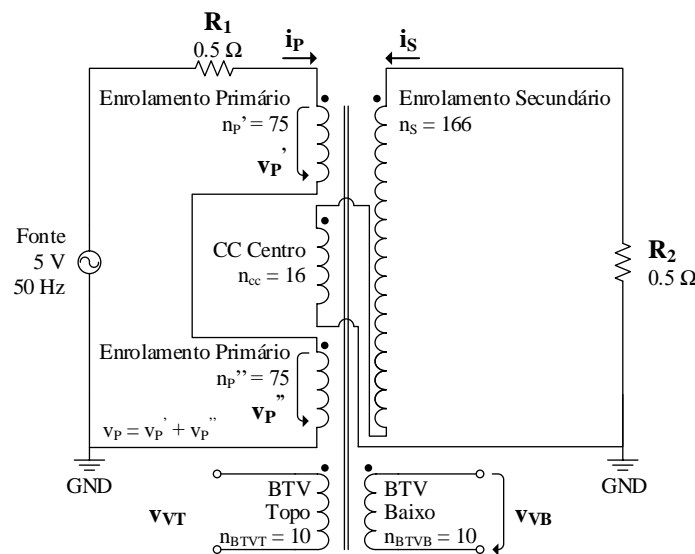 R1
0.5 Ω
iP
iS
Enrolamento Primário
nP' = 75
vP'
Enrolamento Secundário
nS = 166
Fonte
5 V
50 Hz
CC Centro
ncc = 16
R2
0.5 Ω
Enrolamento Primário
nP'' = 75
vP''
vP = vP' + vP''
GND
GND
vVT
BTV
Topo
nBTVT = 10
BTV
Baixo
nBTVB = 10
vVB